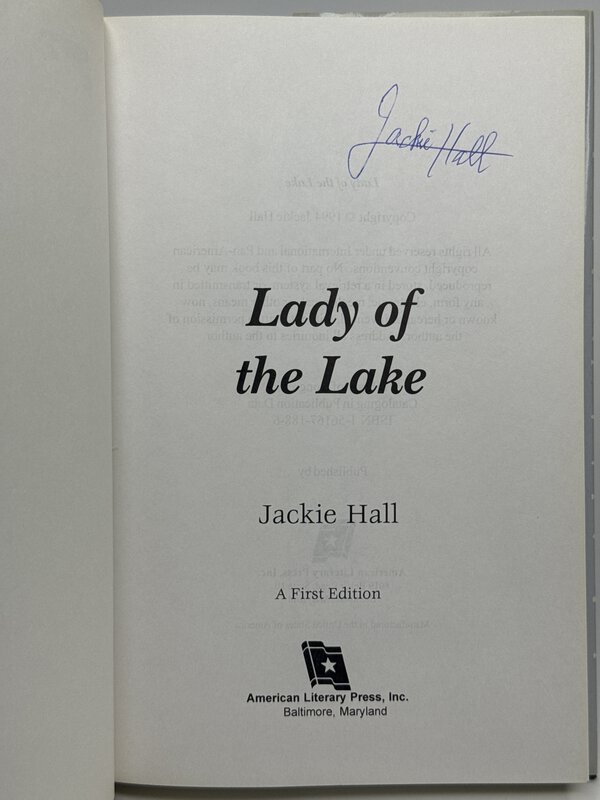 Jackie Hall
Lady of
the Lake
Jackie Hall
A First Edition
American Literary Press, Inc.
Baltimore, Maryland